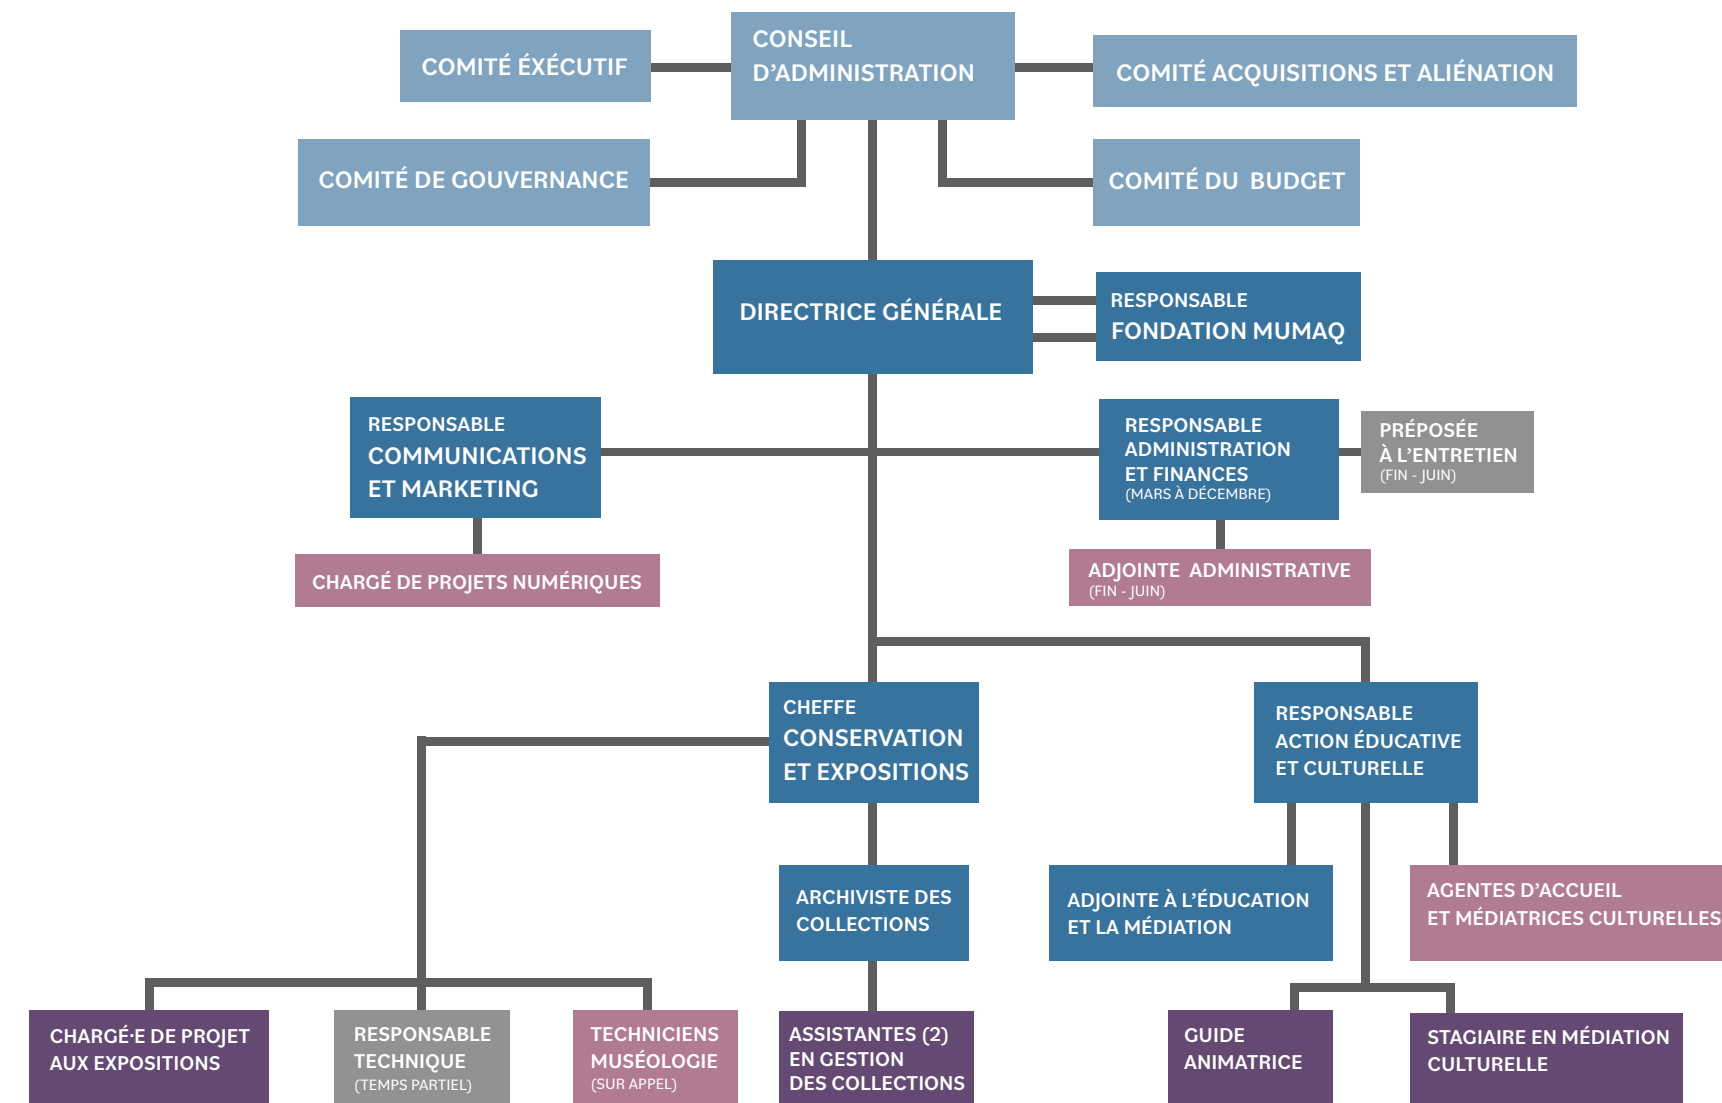 COMITÉ ÉXÉCUTIF
CONSEIL
D’ADMINISTRATION
COMITÉ ACQUISITIONS ET ALIÉNATION
COMITÉ DE GOUVERNANCE
COMITÉ DU BUDGET
DIRECTRICE GÉNÉRALE
RESPONSABLE
FONDATION MUMAQ
RESPONSABLE
COMMUNICATIONS
ET MARKETING
RESPONSABLE
ADMINISTRATION
ET FINANCES
(MARS À DÉCEMBRE)
PRÉPOSÉE
À L’ENTRETIEN
(FIN - JUIN)
CHARGÉ DE PROJETS NUMÉRIQUES
ADJOINTE ADMINISTRATIVE
(FIN - JUIN)
CHEFFE
CONSERVATION
ET EXPOSITIONS
RESPONSABLE
ACTION ÉDUCATIVE
ET CULTURELLE
ARCHIVISTE DES
COLLECTIONS
ADJOINTE À L’ÉDUCATION
ET LA MÉDIATION
AGENTES D’ACCUEIL
ET MÉDIATRICES CULTURELLES
CHARGÉ·E DE PROJET
AUX EXPOSITIONS
RESPONSABLE
TECHNIQUE
(TEMPS PARTIEL)
TECHNICIENS
MUSÉOLOGIE
(SUR APPEL)
ASSISTANTES (2)
EN GESTION
DES COLLECTIONS
GUIDE
ANIMATRICE
STAGIAIRE EN MÉDIATION
CULTURELLE